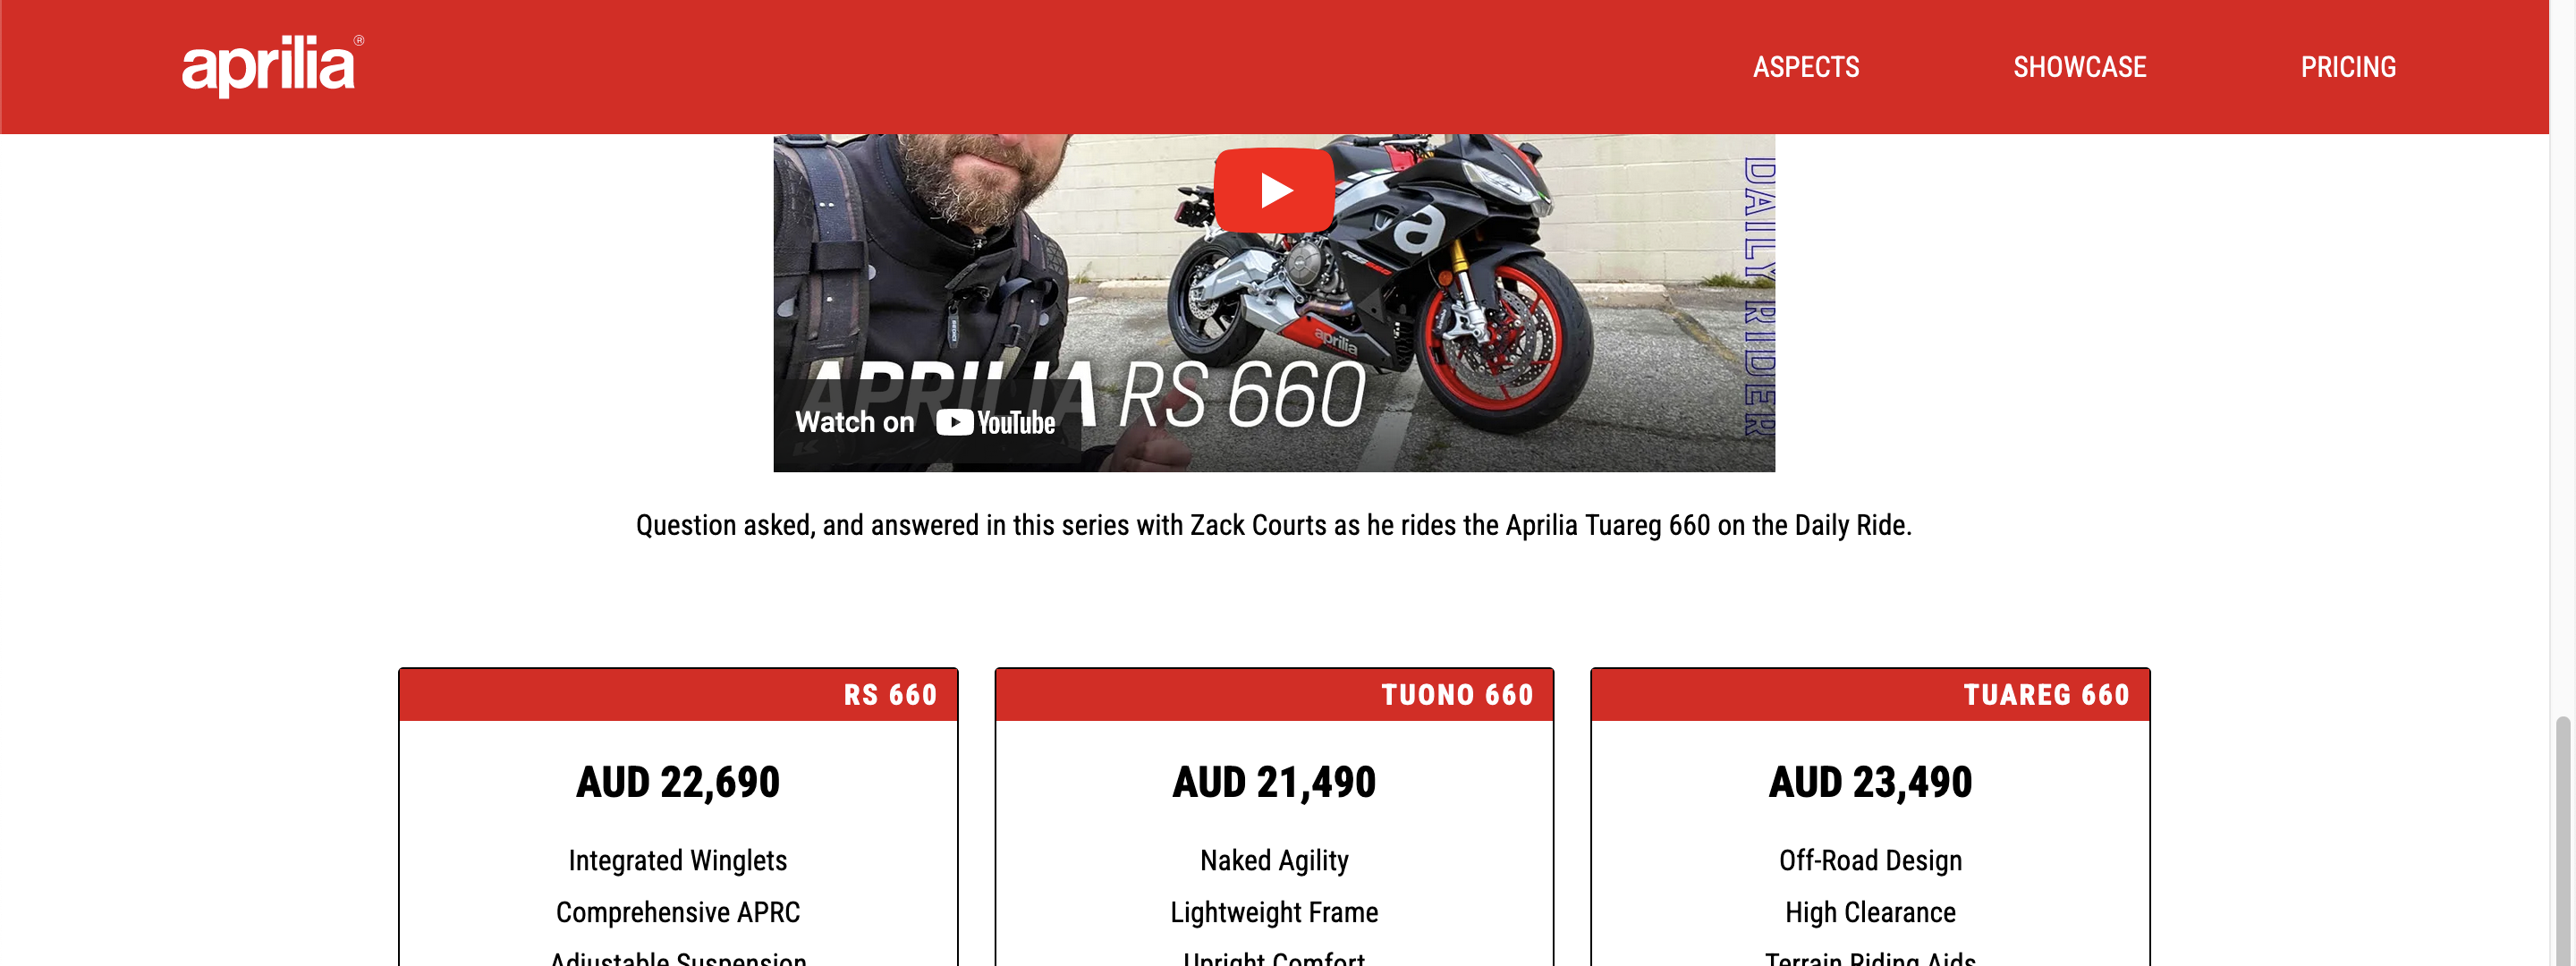 aprilia®
ASPECTS SHOWCASE PRICING
DAILY RIDER
a
RS 660
aprilia
APRILIA RS 660
Watch on YouTube
Question asked, and answered in this series with Zack Courts as he rides the Aprilia Tuareg 660 on the Daily Ride.
RS 660
AUD 22,690
Integrated Winglets
Comprehensive APRC
Adjustable Suspension
TUONO 660
AUD 21,490
Naked Agility
Lightweight Frame
Upright Comfort
TUAREG 660
AUD 23,490
Off-Road Design
High Clearance
Terrain Riding Aids